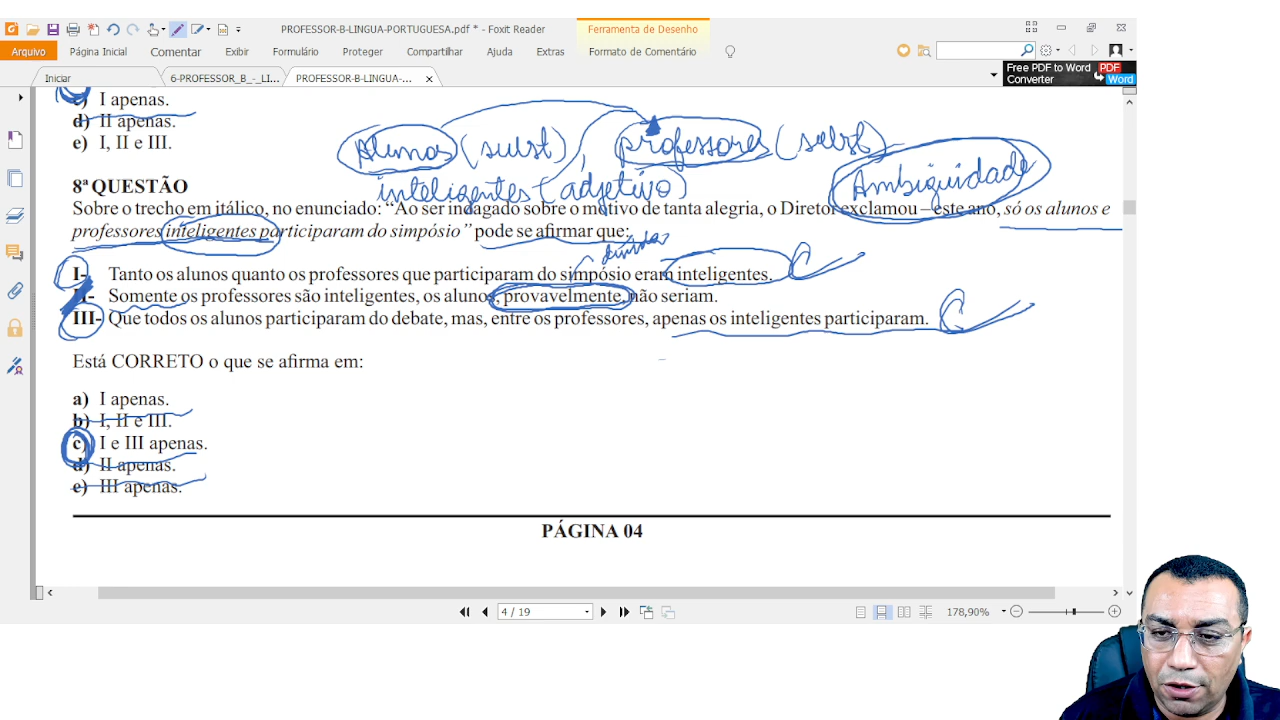 PROFESSOR-B-LINGUA-PORTUGUESA.pdf * - Foxit Reader
Ferramenta de Desenho
Arquivo
Página Inicial
Comentar
Exibir
Formulário
Proteger
Compartilhar
Ajuda
Extras
Formato de Comentário
Iniciar
6-PROFESSOR_B_-_LI...
PROFESSOR-B-LINGUA-...
Free PDF to Word
Converter
PDF
Word
c) I apenas.
d) II apenas.
e) I, II e III.
Alunos (subst), professores (subst)
inteligentes (adjetivo)
Ambiguidade
8ª QUESTÃO
Sobre o trecho em itálico, no enunciado: “Ao ser indagado sobre o motivo de tanta alegria, o Diretor exclamou – este ano, só os alunos e
professores inteligentes participaram do simpósio” pode se afirmar que:
dúvida
I- Tanto os alunos quanto os professores que participaram do simpósio eram inteligentes. C
II- Somente os professores são inteligentes, os alunos, provavelmente, não seriam.
III- Que todos os alunos participaram do debate, mas, entre os professores, apenas os inteligentes participaram. C
Está CORRETO o que se afirma em:
a) I apenas.
b) I, II e III.
c) I e III apenas.
d) II apenas.
e) III apenas.
PÁGINA 04
4 / 19
178,90%